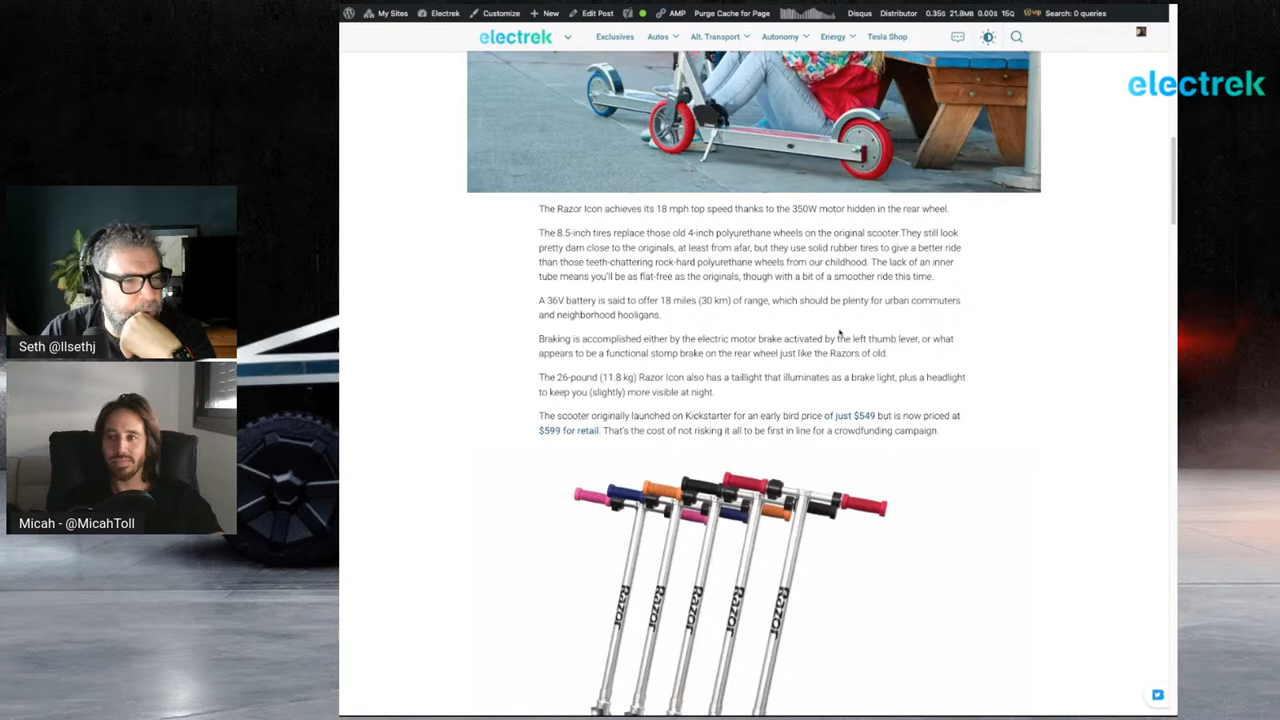 My Sites Electrek Customize New Edit Post AMP Purge Cache for Page Disqus Distributor 0.35s 21.8MB 0.00s 15Q Search: 0 queries
electrek Exclusives Autos Alt. Transport Autonomy Energy Tesla Shop
electrek
The Razor Icon achieves its 18 mph top speed thanks to the 350W motor hidden in the rear wheel.
The 8.5-inch tires replace those old 4-inch polyurethane wheels on the original scooter.They still look
pretty darn close to the originals, at least from afar, but they use solid rubber tires to give a better ride
than those teeth-chattering rock-hard polyurethane wheels from our childhood. The lack of an inner
tube means you'll be as flat-free as the originals, though with a bit of a smoother ride this time.
A 36V battery is said to offer 18 miles (30 km) of range, which should be plenty for urban commuters
and neighborhood hooligans.
Braking is accomplished either by the electric motor brake activated by the left thumb lever, or what
appears to be a functional stomp brake on the rear wheel just like the Razors of old.
The 26-pound (11.8 kg) Razor Icon also has a taillight that illuminates as a brake light, plus a headlight
to keep you (slightly) more visible at night.
The scooter originally launched on Kickstarter for an early bird price of just $549 but is now priced at
$599 for retail. That's the cost of not risking it all to be first in line for a crowdfunding campaign.
Razor Razor Razor Razor Razor
Seth @llsethj
Micah - @MicahToll